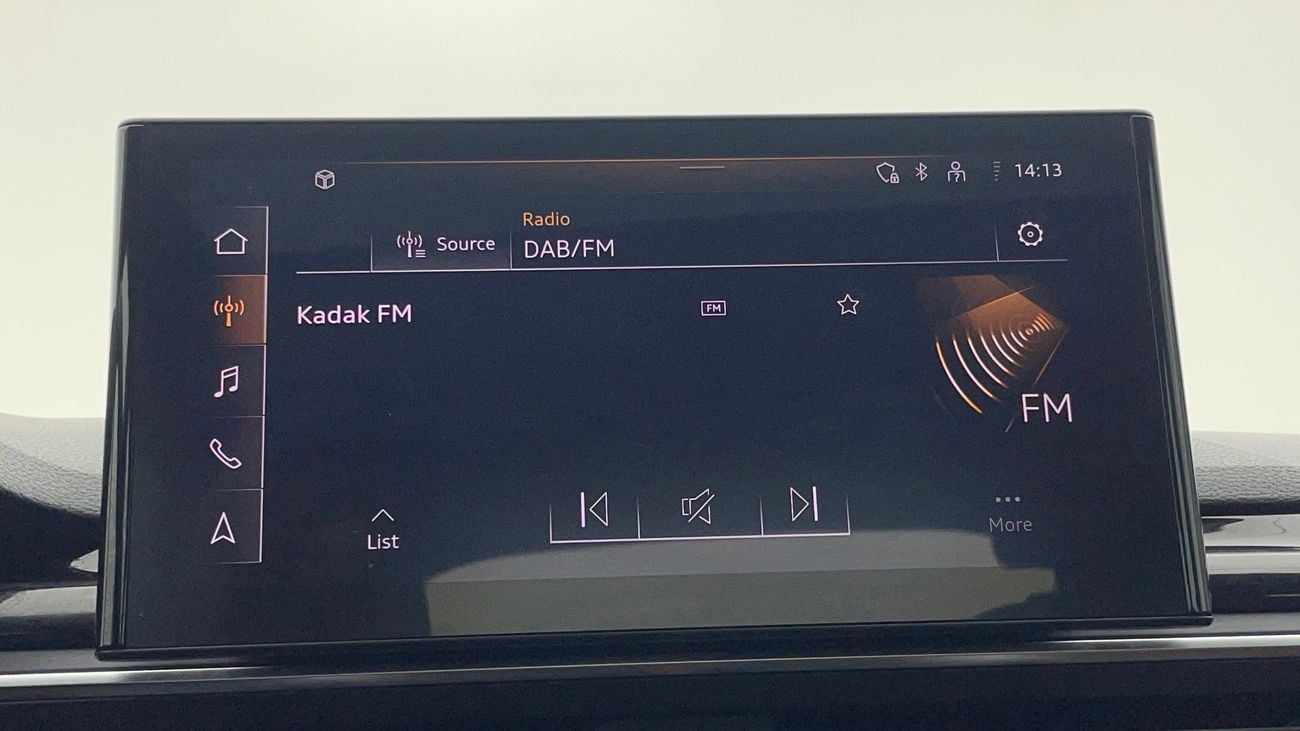 14:13
Radio
Source
DAB/FM
Kadak FM
FM
FM
List
More